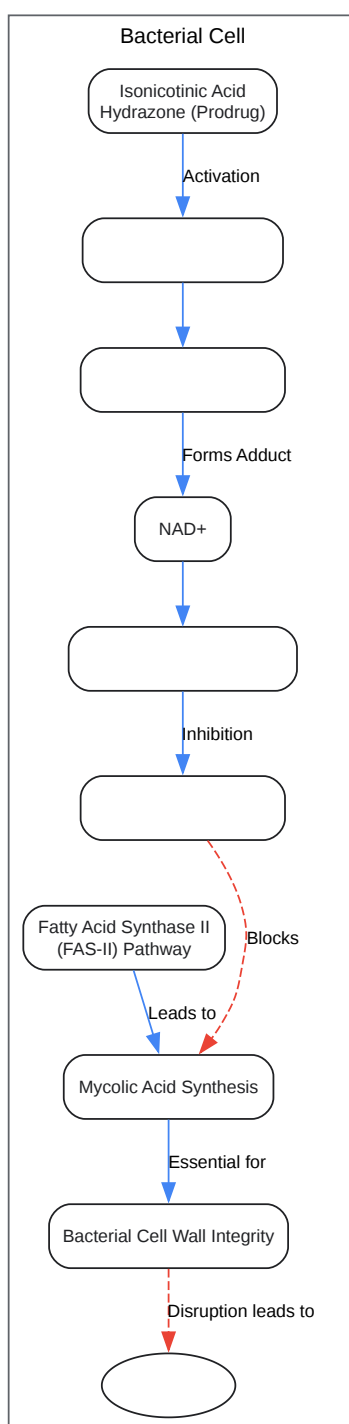 Bacterial Cell
Isonicotinic Acid
Hydrazone (Prodrug)
Activation
Forms Adduct
NAD+
Inhibition
Fatty Acid Synthase II
(FAS-II) Pathway
Blocks
Leads to
Mycolic Acid Synthesis
Essential for
Bacterial Cell Wall Integrity
Disruption leads to